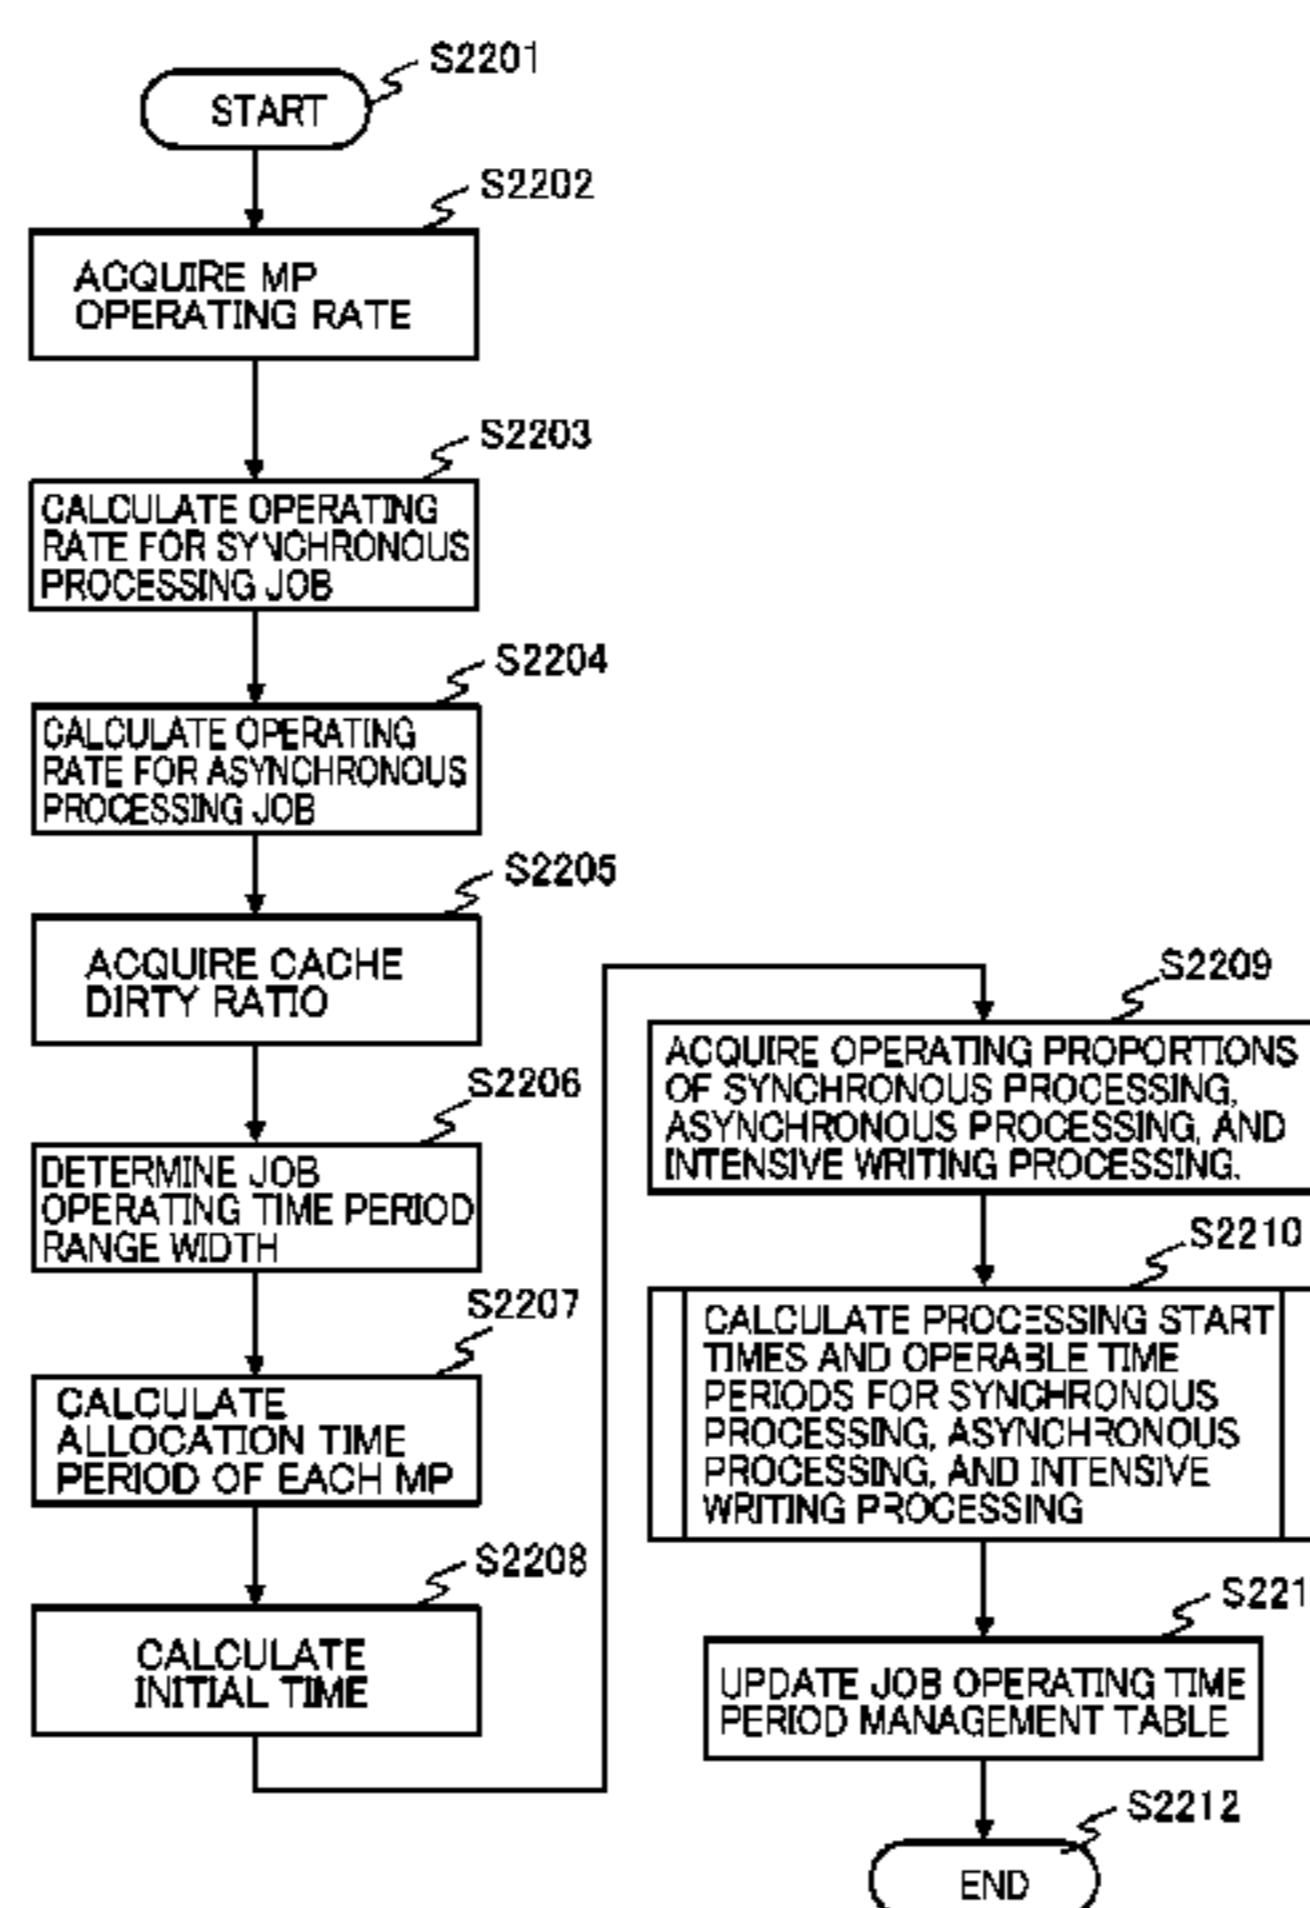 S2201
START
S2202
ACQUIRE MP
OPERATING RATE
S2203
CALCULATE OPERATING
RATE FOR SYNCHRONOUS
PROCESSING JOB
S2204
CALCULATE OPERATING
RATE FOR ASYNCHRONOUS
PROCESSING JOB
S2205
ACQUIRE CACHE
DIRTY RATIO
S2206
DETERMINE JOB
OPERATING TIME PERIOD
RANGE WIDTH
S2207
CALCULATE
ALLOCATION TIME
PERIOD OF EACH MP
S2208
CALCULATE
INITIAL TIME
S2209
ACQUIRE OPERATING PROPORTIONS
OF SYNCHRONOUS PROCESSING,
ASYNCHRONOUS PROCESSING, AND
INTENSIVE WRITING PROCESSING.
S2210
CALCULATE PROCESSING START
TIMES AND OPERABLE TIME
PERIODS FOR SYNCHRONOUS
PROCESSING, ASYNCHRONOUS
PROCESSING, AND INTENSIVE
WRITING PROCESSING
S221
UPDATE JOB OPERATING TIME
PERIOD MANAGEMENT TABLE
S2212
END